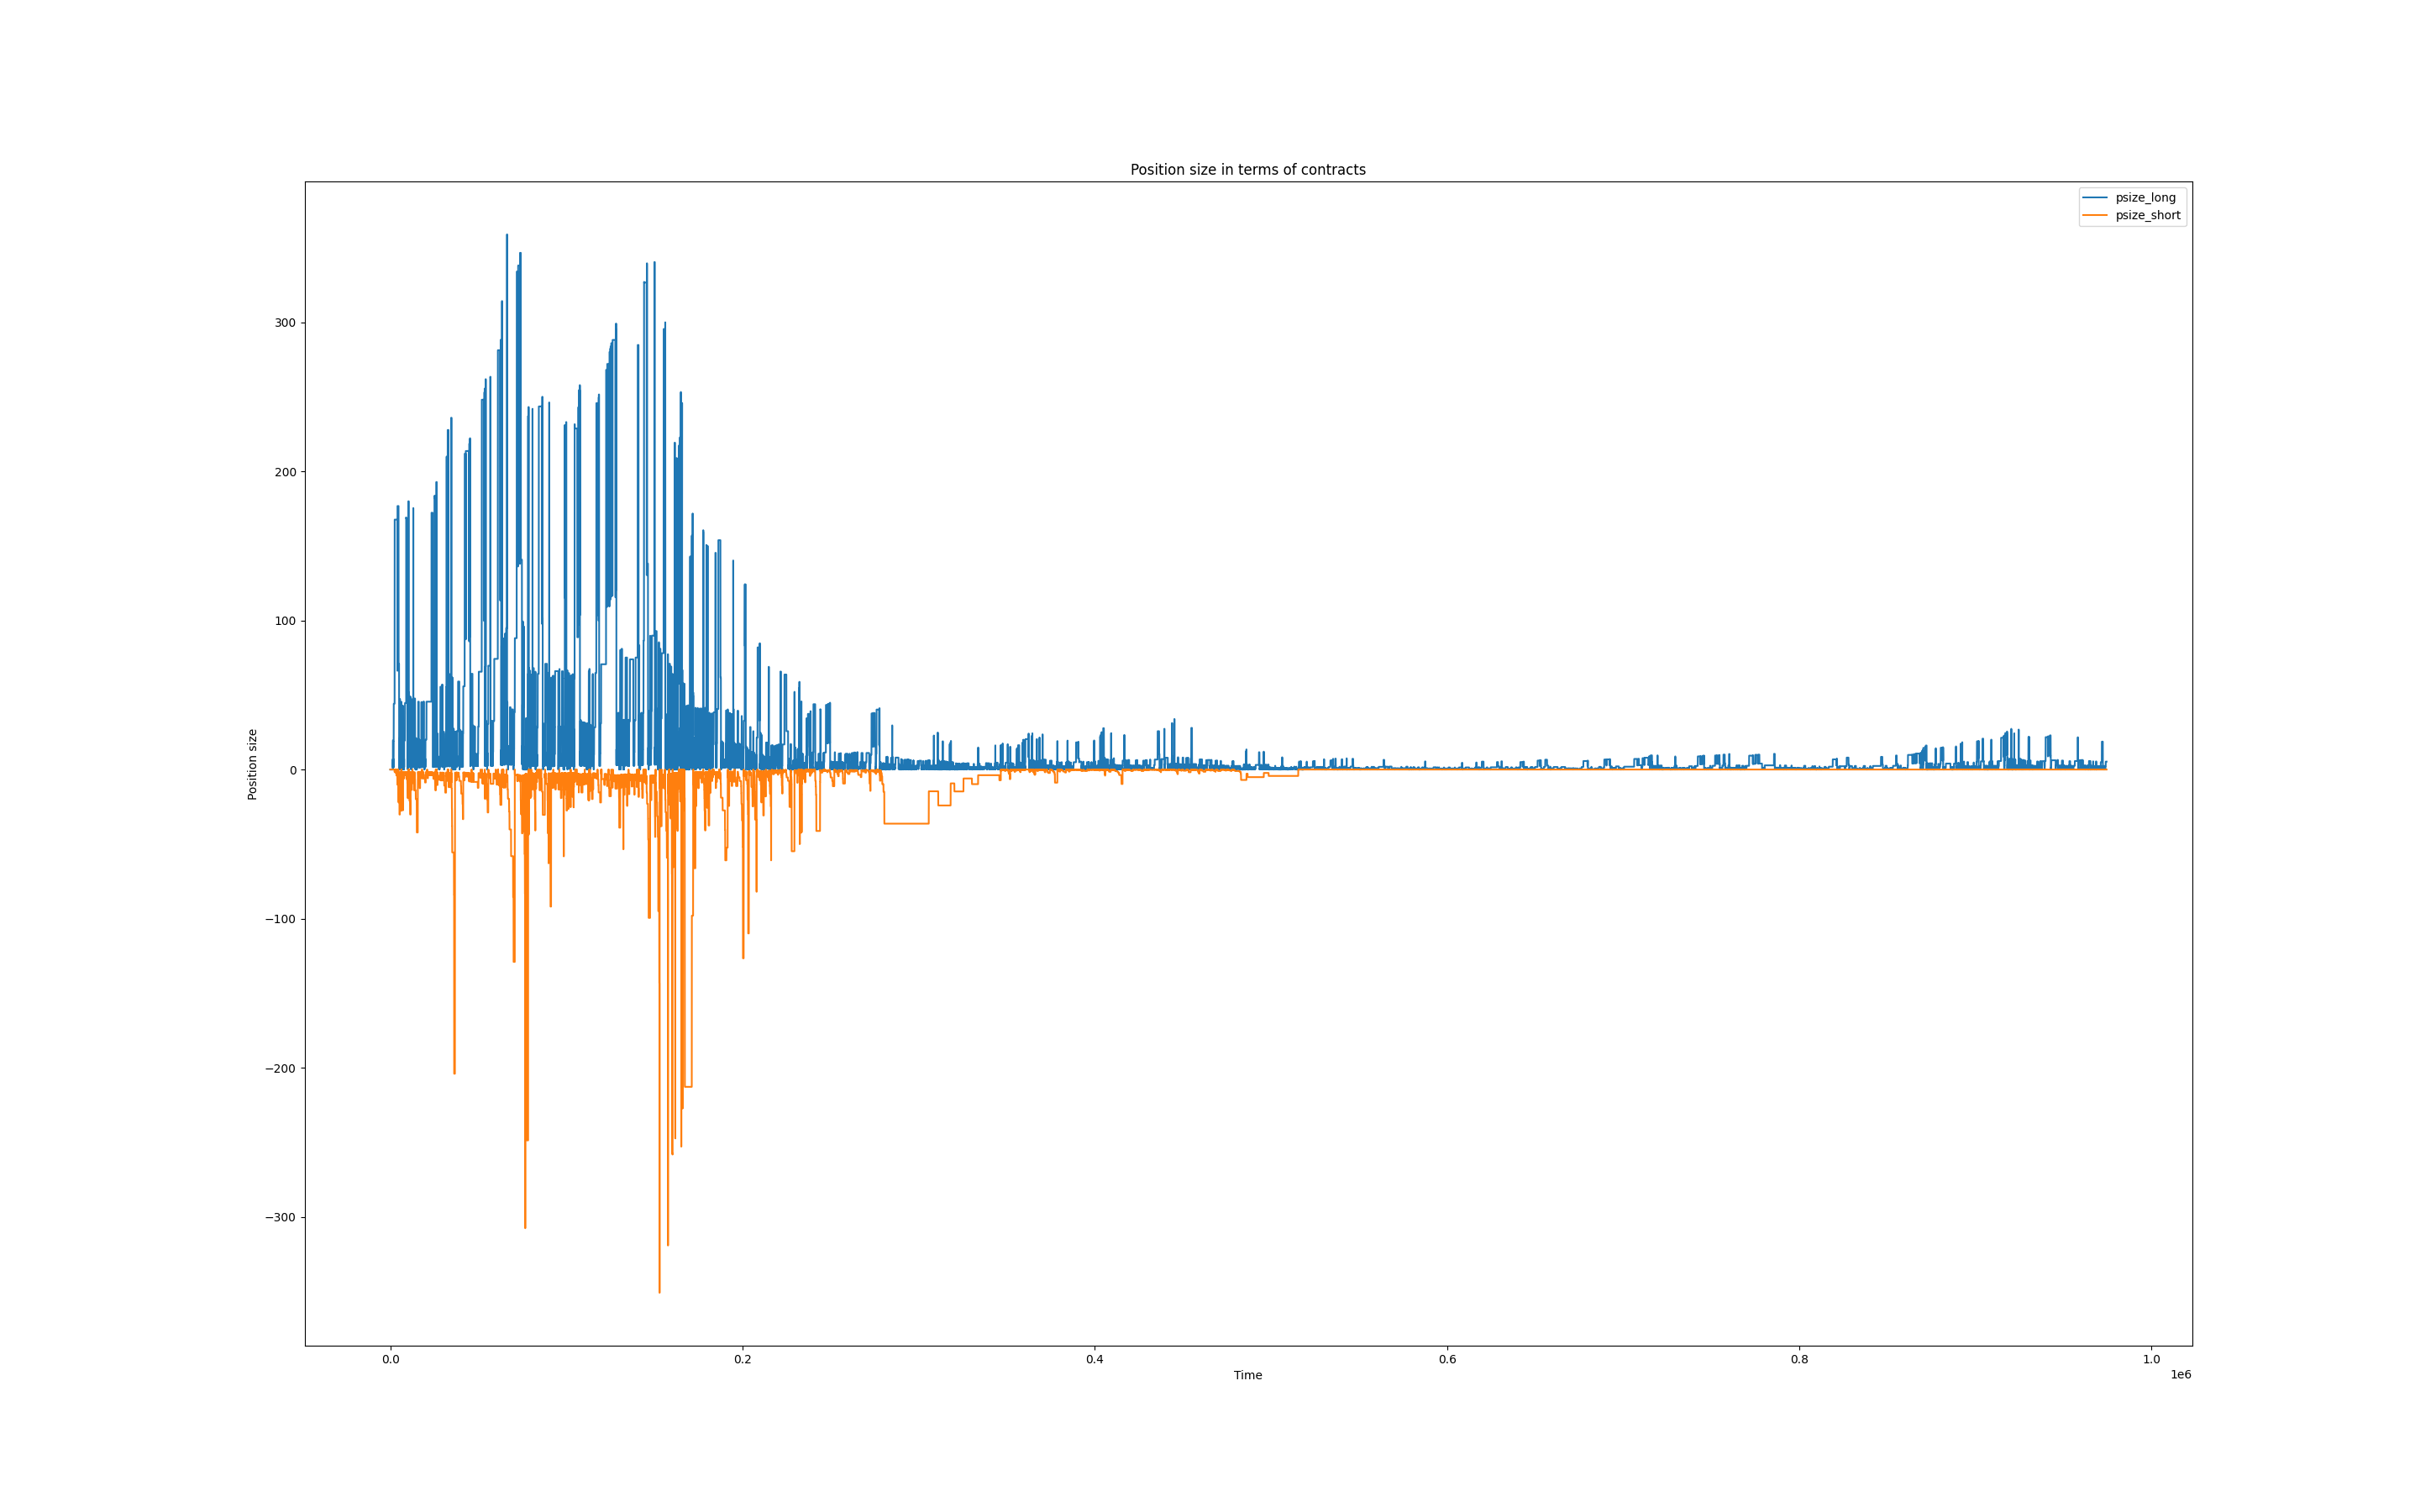 Position size in terms of contracts
psize_long
psize_short
Position size
300
200
100
0
−100
−200
−300
0.0
0.2
0.4
0.6
0.8
1.0
Time
1e6